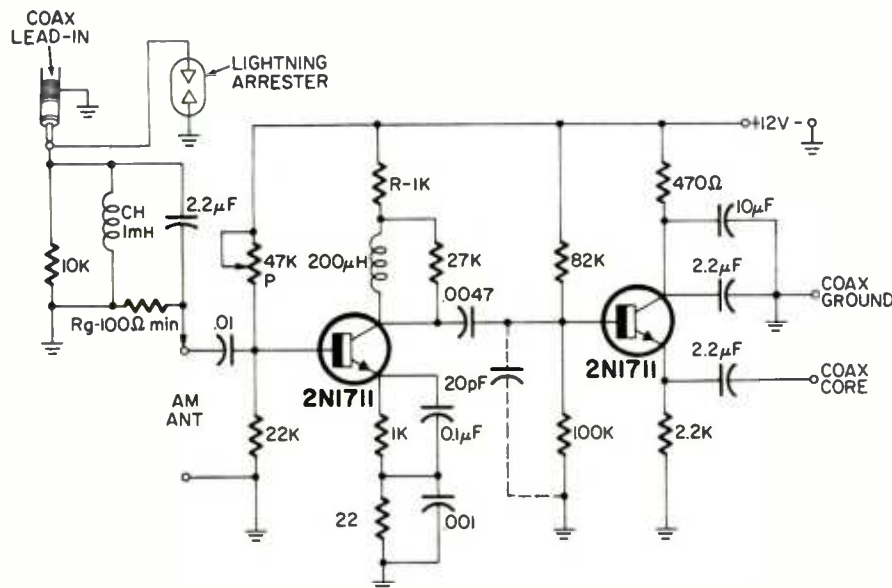 COAX
LEAD-IN
LIGHTNING
ARRESTER
+12V-
R-1K
470Ω
2.2µF
10µF
CH
1mH
10K
47K
P
200µH
27K
82K
2.2µF
.0047
COAX
GROUND
Rg-100Ω min
.01
2.2µF
2N1711
20pF
2N1711
COAX
CORE
AM
ANT
22K
1K
0.1µF
100K
2.2K
22
.001